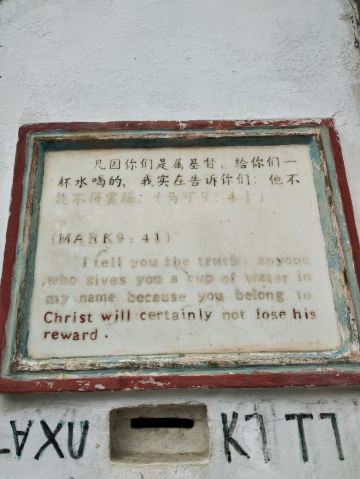 凡因你们是属基督，给你们一
杯水喝的，我实在告诉你们：他不
能不得赏赐：(马可9:41)
(MARK9:41)
I tell you the truth, anyone
who gives you a cup of water in
my name because you belong to
Christ will certainly not lose his
reward.